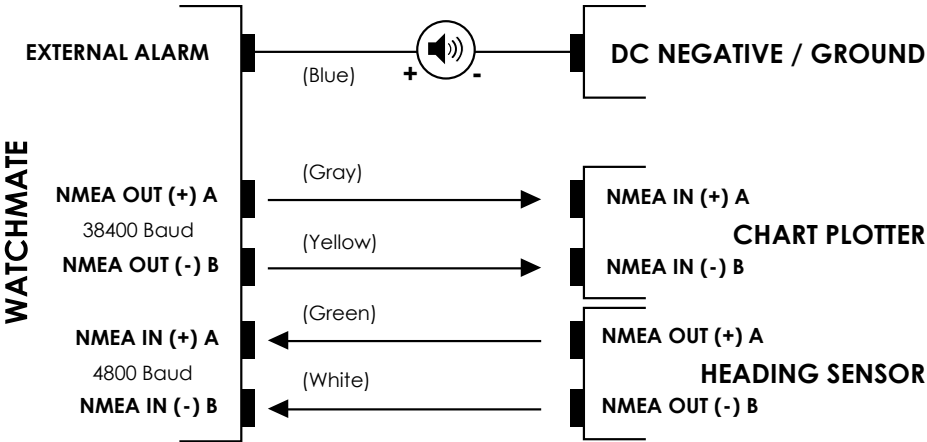 EXTERNAL ALARM
(Blue)
+
-
DC NEGATIVE / GROUND
WATCHMATE
NMEA OUT (+) A
38400 Baud
NMEA OUT (-) B
(Gray)
(Yellow)
NMEA IN (+) A
CHART PLOTTER
NMEA IN (-) B
NMEA IN (+) A
4800 Baud
NMEA IN (-) B
(Green)
(White)
NMEA OUT (+) A
HEADING SENSOR
NMEA OUT (-) B